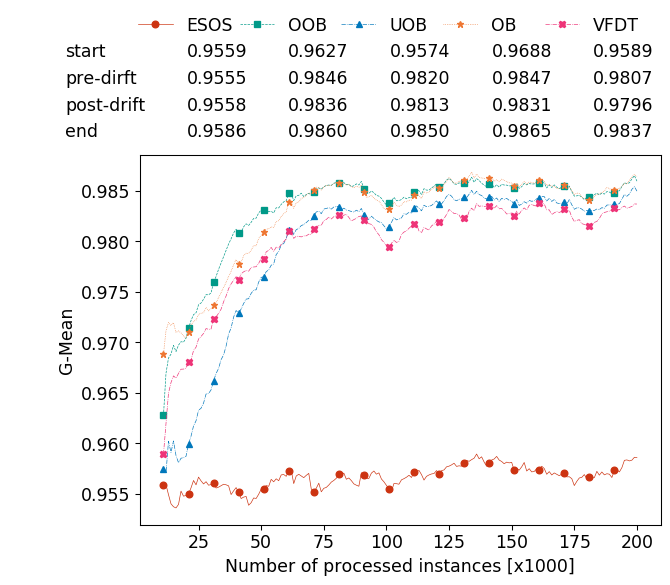 ESOS OOB UOB OB VFDT
start 0.9559 0.9627 0.9574 0.9688 0.9589
pre-dirft 0.9555 0.9846 0.9820 0.9847 0.9807
post-drift 0.9558 0.9836 0.9813 0.9831 0.9796
end 0.9586 0.9860 0.9850 0.9865 0.9837
0.985
0.980
0.975
0.970
0.965
0.960
0.955
G-Mean
25 50 75 100 125 150 175 200
Number of processed instances [x1000]